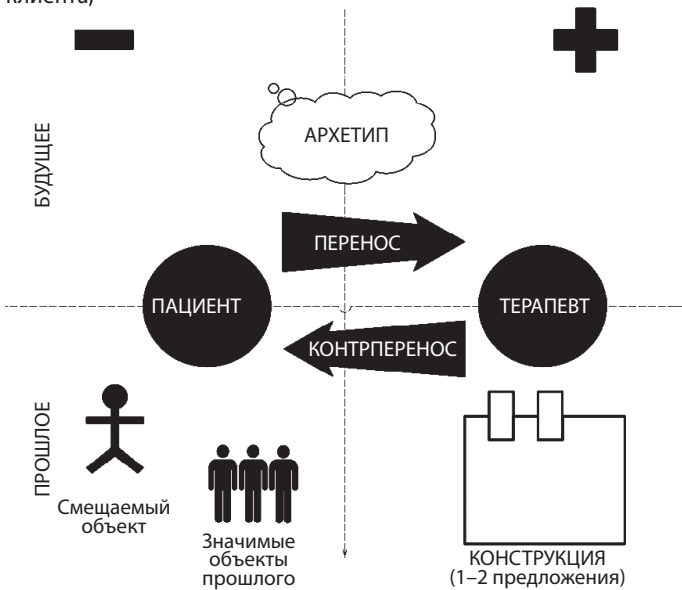 клиента)
АРХЕТИП
БУДУЩЕЕ
ПЕРЕНОС
ПАЦИЕНТ
ТЕРАПЕВТ
КОНТРПЕРЕНОС
ПРОШЛОЕ
Смещаемый
объект
Значимые
объекты
прошлого
КОНСТРУКЦИЯ
(1–2 предложения)